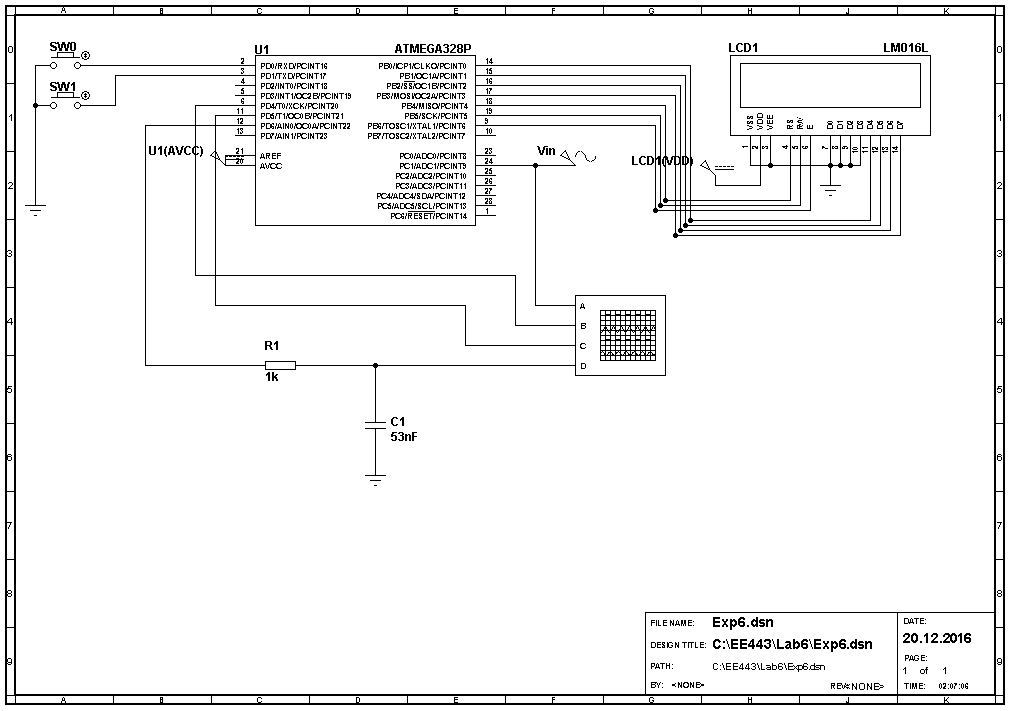 A B C D E F G H J K
0 0
1 1
2 2
3 3
4 4
5 5
6 6
7 7
8 8
9 9
SW0
SW1
U1 ATMEGA328P
2 PD0/RXD/PCINT16 PB0/ICP1/CLKO/PCINT0 14
3 PD1/TXD/PCINT17 PB1/OC1A/PCINT1 15
4 PD2/INT0/PCINT18 PB2/SS/OC1B/PCINT2 16
5 PD3/INT1/OC2B/PCINT19 PB3/MOSI/OC2A/PCINT3 17
6 PD4/T0/XCK/PCINT20 PB4/MISO/PCINT4 18
11 PD5/T1/OC0B/PCINT21 PB5/SCK/PCINT5 19
12 PD6/AIN0/OC0A/PCINT22 PB6/TOSC1/XTAL1/PCINT6 9
13 PD7/AIN1/PCINT23 PB7/TOSC2/XTAL2/PCINT7 10
U1(AVCC)
21 AREF PC0/ADC0/PCINT8 23
20 AVCC PC1/ADC1/PCINT9 24
PC2/ADC2/PCINT10 25
PC3/ADC3/PCINT11 26
PC4/ADC4/SDA/PCINT12 27
PC5/ADC5/SCL/PCINT13 28
PC6/RESET/PCINT14 1
Vin
LCD1 LM016L
VSS VDD VEE RS RW E D0 D1 D2 D3 D4 D5 D6 D7
1 2 3 4 5 6 7 8 9 10 11 12 13 14
LCD1(VDD)
A
B
C
D
R1
1k
C1
53nF
FILE NAME: Exp6.dsn
DESIGN TITLE: C:\EE443\Lab6\Exp6.dsn
PATH: C:\EE443\Lab6\Exp6.dsn
BY: <NONE> REV:<NONE>
DATE:
20.12.2016
PAGE:
1 of 1
TIME: 02:07:06
A B C D E F G H J K